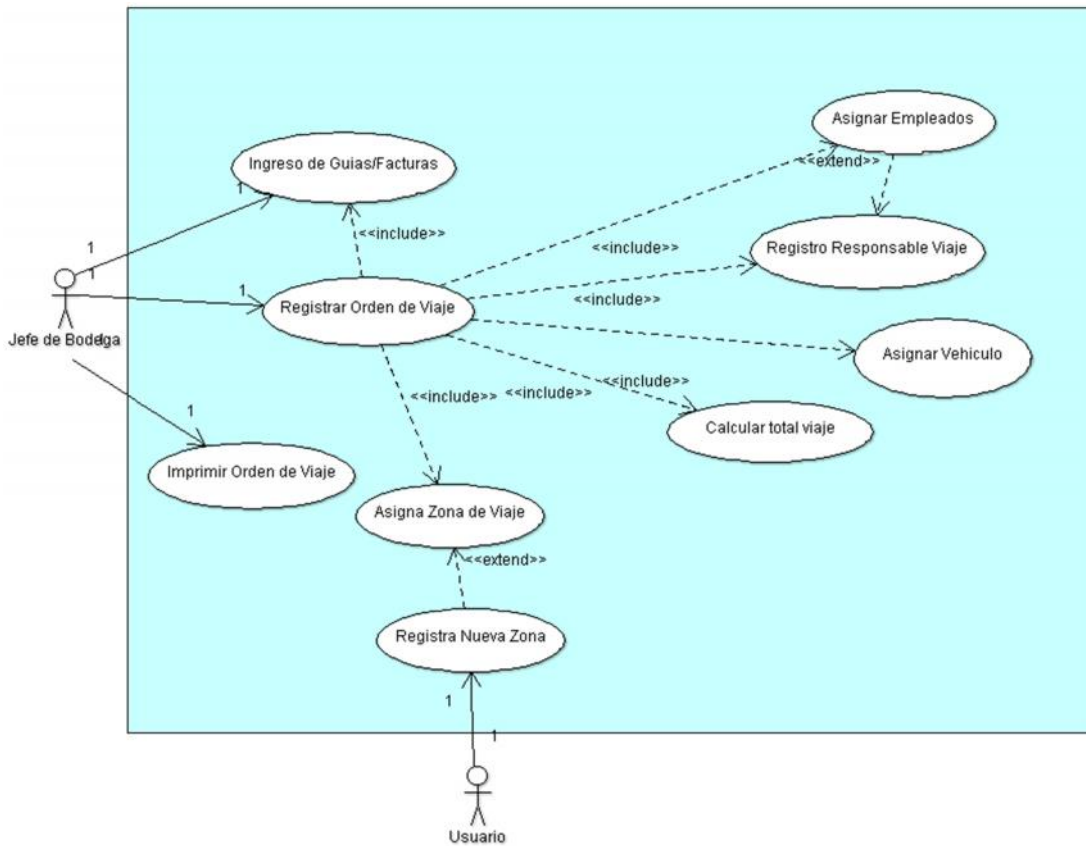 Asignar Empleados
<<extend>>
Ingreso de Guias/Facturas
1
1
<<include>>
<<include>>
Registro Responsable Viaje
1
1
Registrar Orden de Viaje
<<include>>
Jefe de Bodega
1
Asignar Vehiculo
<<include>>
<<include>>
<<include>>
1
Calcular total viaje
Imprimir Orden de Viaje
Asigna Zona de Viaje
<<extend>>
Registra Nueva Zona
1
1
Usuario